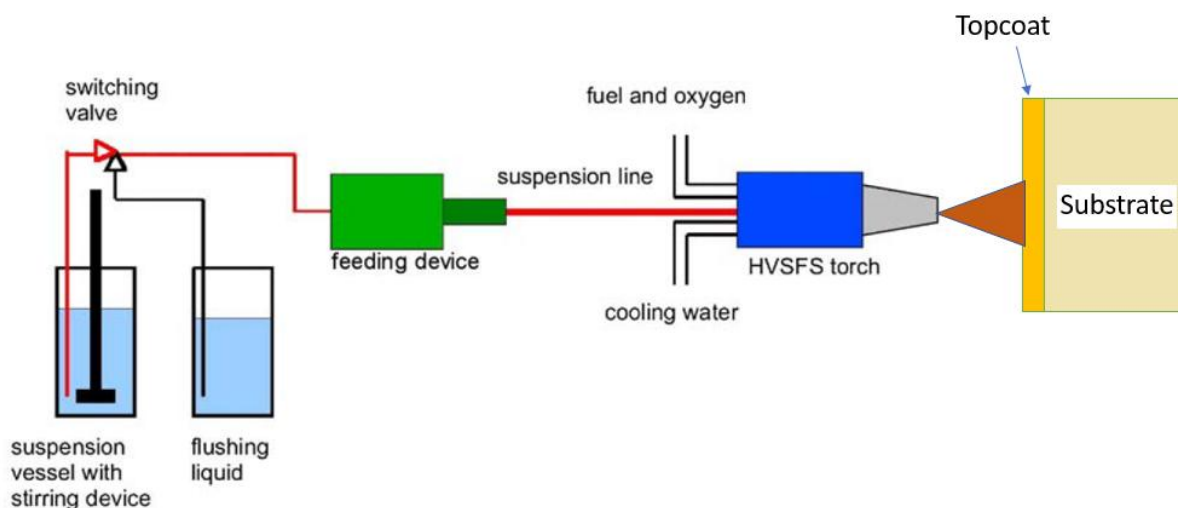 Topcoat
switching
valve
fuel and oxygen
suspension line
Substrate
feeding device
HVSFS torch
cooling water
suspension
vessel with
stirring device
flushing
liquid